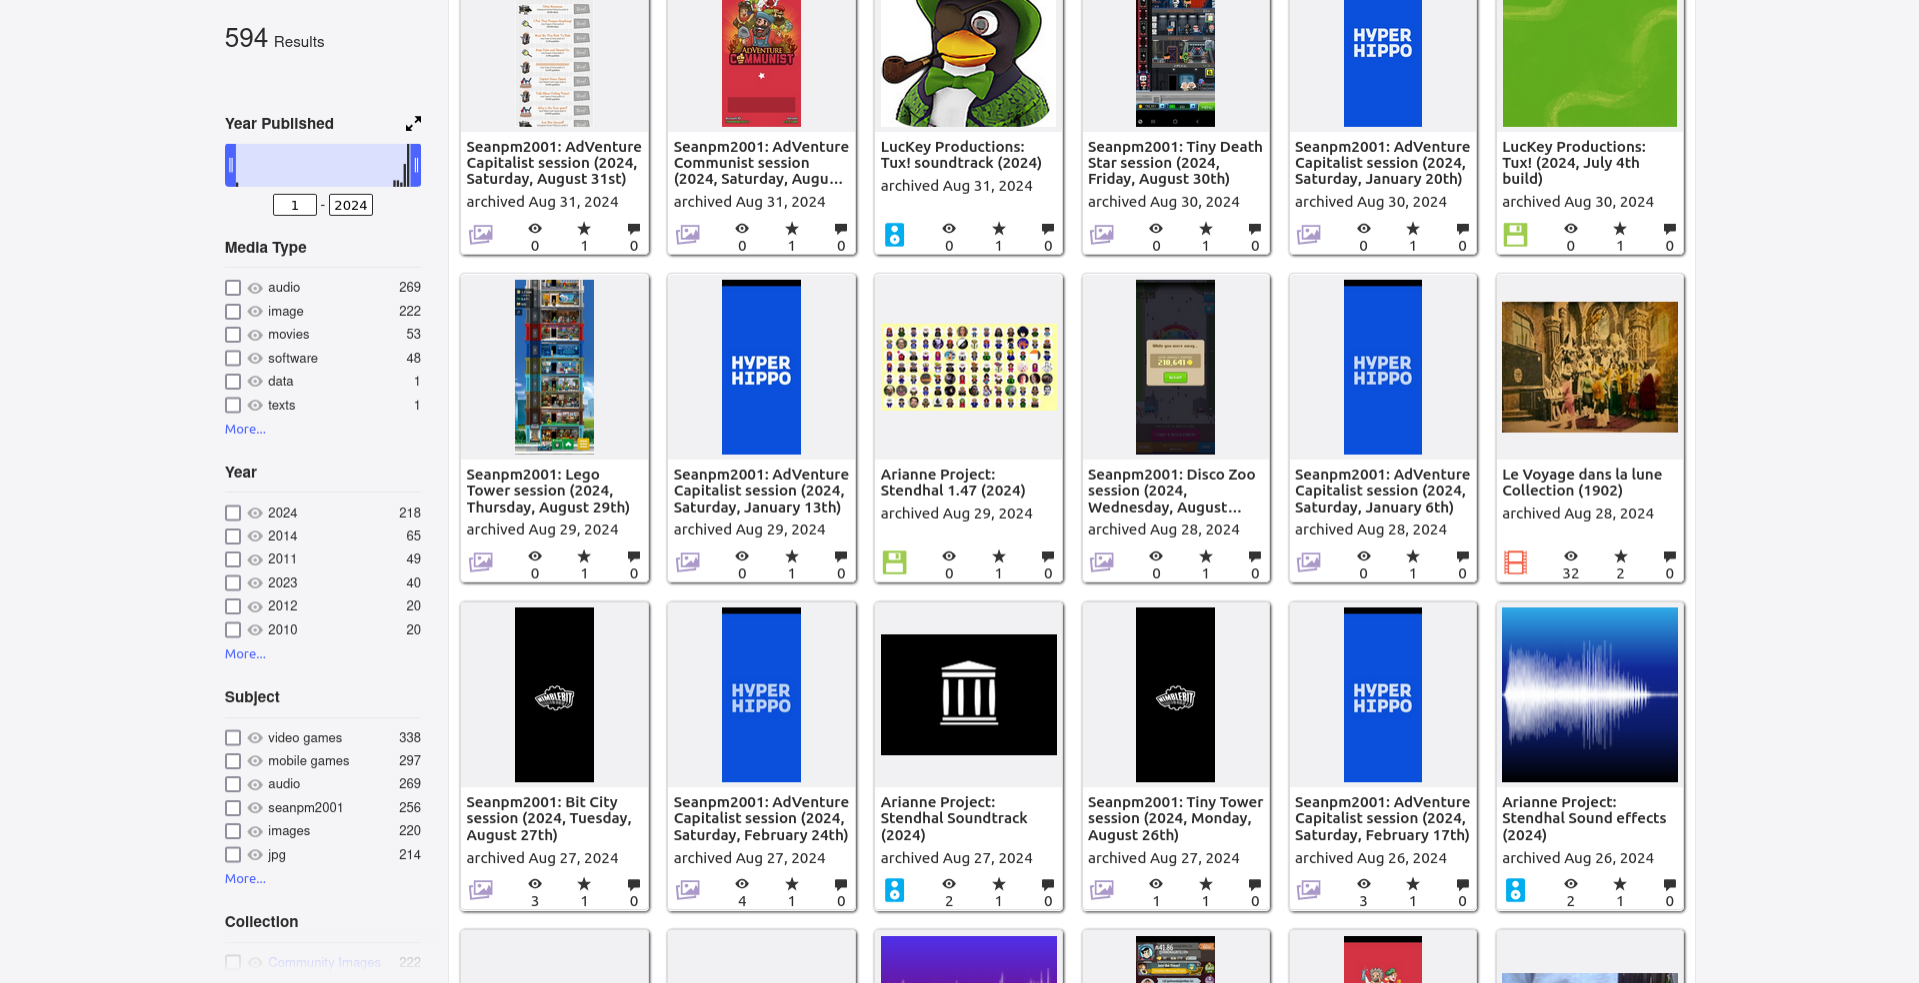 594 Results
Year Published
1 - 2024
Media Type
audio 269
image 222
movies 53
software 48
data 1
texts 1
More...
Year
2024 218
2014 65
2011 49
2023 40
2012 20
2010 20
More...
Subject
video games 338
mobile games 297
audio 269
seanpm2001 256
images 220
jpg 214
More...
Collection
Community Images 222
ADVENTURE
COMMUNIST
Seanpm2001: AdVenture
Capitalist session (2024,
Saturday, August 31st)
archived Aug 31, 2024
0 1 0
Seanpm2001: AdVenture
Communist session
(2024, Saturday, Augu...
archived Aug 31, 2024
0 1 0
LucKey Productions:
Tux! soundtrack (2024)
archived Aug 31, 2024
0 1 0
Seanpm2001: Tiny Death
Star session (2024,
Friday, August 30th)
archived Aug 30, 2024
0 1 0
HYPER
HIPPO
Seanpm2001: AdVenture
Capitalist session (2024,
Saturday, January 20th)
archived Aug 30, 2024
0 1 0
LucKey Productions:
Tux! (2024, July 4th
build)
archived Aug 30, 2024
0 1 0
Seanpm2001: Lego
Tower session (2024,
Thursday, August 29th)
archived Aug 29, 2024
0 1 0
HYPER
HIPPO
Seanpm2001: AdVenture
Capitalist session (2024,
Saturday, January 13th)
archived Aug 29, 2024
0 1 0
Arianne Project:
Stendhal 1.47 (2024)
archived Aug 29, 2024
0 1 0
While you were away...
218,641
Seanpm2001: Disco Zoo
session (2024,
Wednesday, August...
archived Aug 28, 2024
0 1 0
HYPER
HIPPO
Seanpm2001: AdVenture
Capitalist session (2024,
Saturday, January 6th)
archived Aug 28, 2024
0 1 0
Le Voyage dans la lune
Collection (1902)
archived Aug 28, 2024
32 2 0
NIMBLEBIT
Seanpm2001: Bit City
session (2024, Tuesday,
August 27th)
archived Aug 27, 2024
3 1 0
HYPER
HIPPO
Seanpm2001: AdVenture
Capitalist session (2024,
Saturday, February 24th)
archived Aug 27, 2024
4 1 0
Arianne Project:
Stendhal Soundtrack
(2024)
archived Aug 27, 2024
2 1 0
NIMBLEBIT
Seanpm2001: Tiny Tower
session (2024, Monday,
August 26th)
archived Aug 27, 2024
1 1 0
HYPER
HIPPO
Seanpm2001: AdVenture
Capitalist session (2024,
Saturday, February 17th)
archived Aug 26, 2024
3 1 0
Arianne Project:
Stendhal Sound effects
(2024)
archived Aug 26, 2024
2 1 0
#41.86